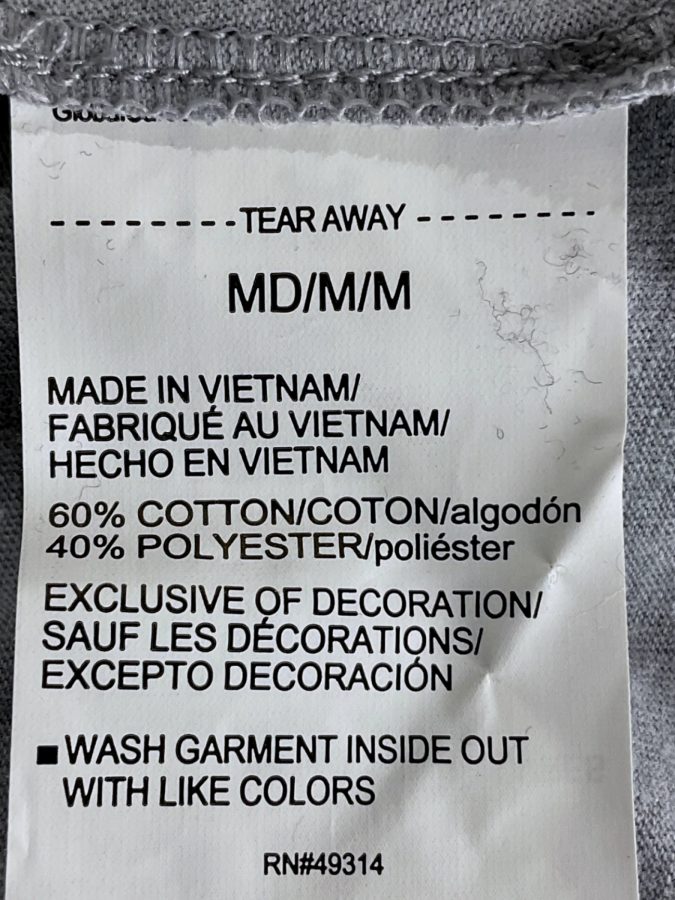 --------TEAR AWAY--------
MD/M/M
MADE IN VIETNAM/
FABRIQUÉ AU VIETNAM/
HECHO EN VIETNAM
60% COTTON/COTON/algodón
40% POLYESTER/poliéster
EXCLUSIVE OF DECORATION/
SAUF LES DÉCORATIONS/
EXCEPTO DECORACIÓN
■ WASH GARMENT INSIDE OUT
WITH LIKE COLORS
RN#49314